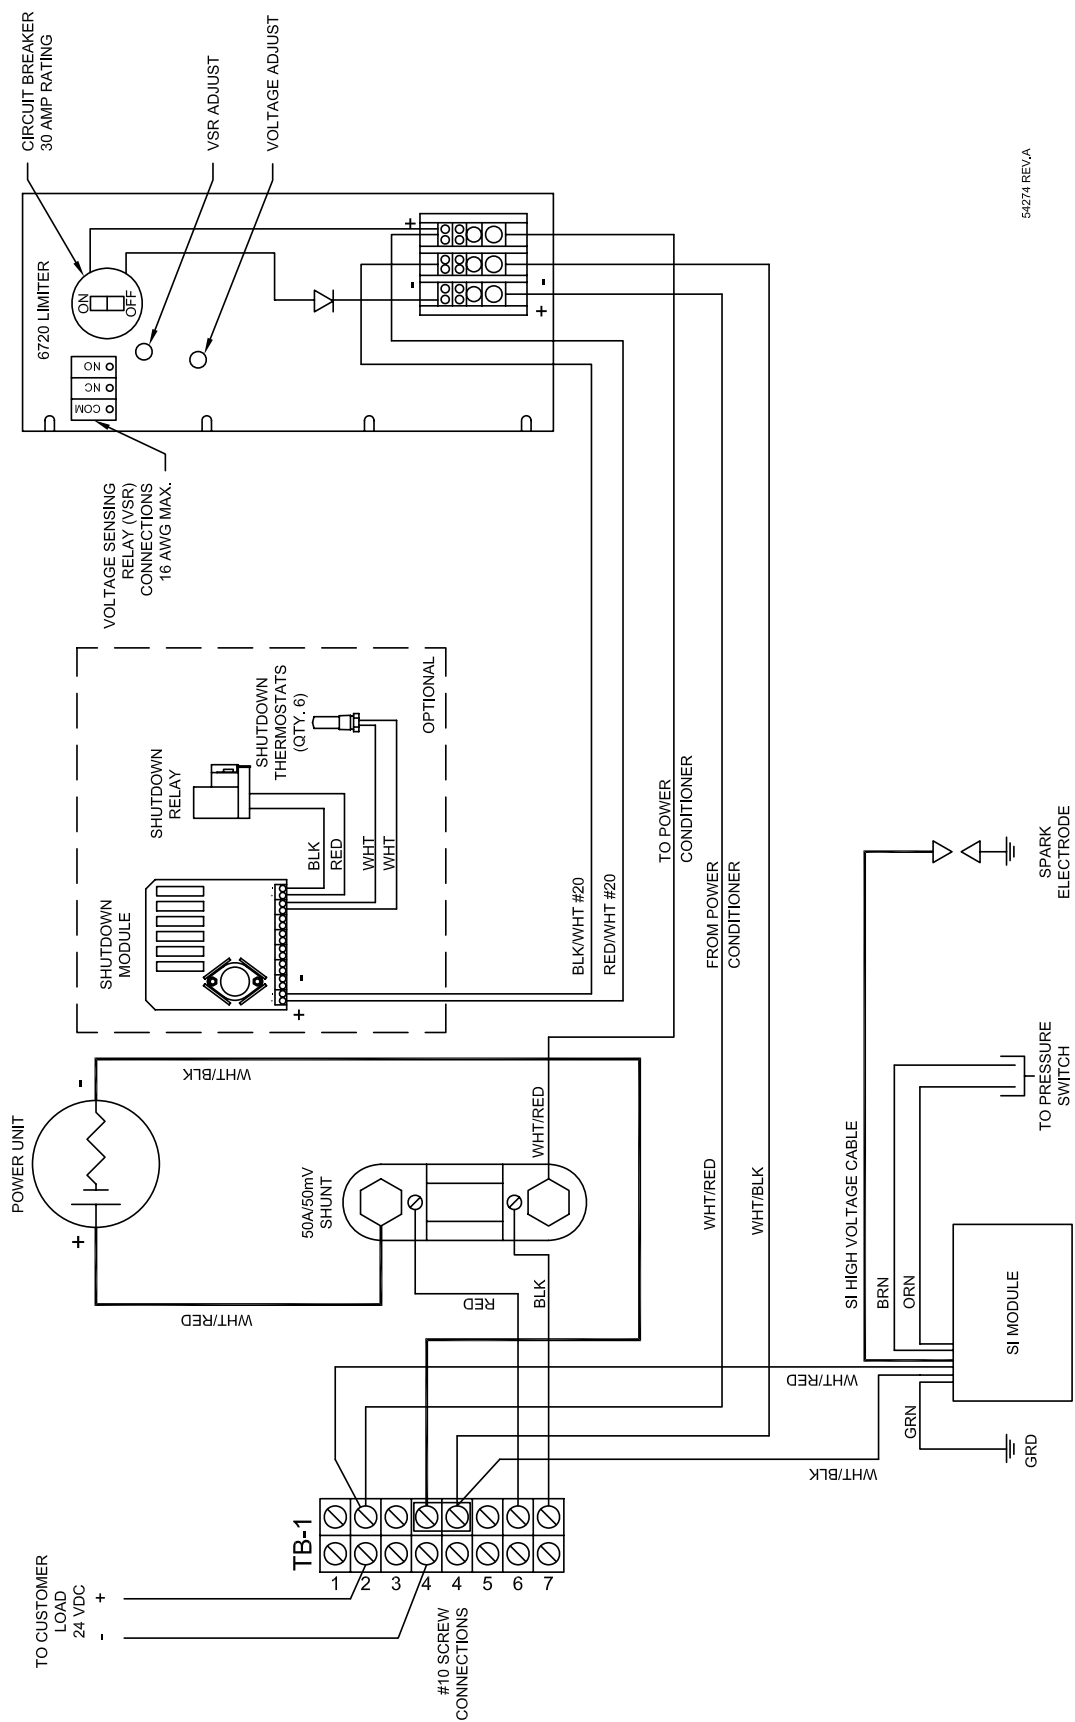 CIRCUIT BREAKER
30 AMP RATING
VSR ADJUST
VOLTAGE ADJUST
6720 LIMITER
ON
OFF
NO
NC
COM
+
-
-
+
VOLTAGE SENSING
RELAY (VSR)
CONNECTIONS
16 AWG MAX.
54274 REV.A
SHUTDOWN
MODULE
SHUTDOWN
RELAY
SHUTDOWN
THERMOSTATS
(QTY. 6)
OPTIONAL
BLK
RED
WHT
WHT
+
-
BLK/WHT #20
RED/WHT #20
TO POWER
CONDITIONER
FROM POWER
CONDITIONER
POWER UNIT
+
-
WHT/BLK
WHT/RED
50A/50mV
SHUNT
WHT/RED
RED
BLK
WHT/RED
WHT/BLK
TO CUSTOMER
LOAD
24 VDC
+
-
TB-1
1
2
3
4
4
5
6
7
#10 SCREW
CONNECTIONS
WHT/RED
WHT/BLK
SI HIGH VOLTAGE CABLE
BRN
ORN
GRN
GRD
SI MODULE
TO PRESSURE
SWITCH
SPARK
ELECTRODE